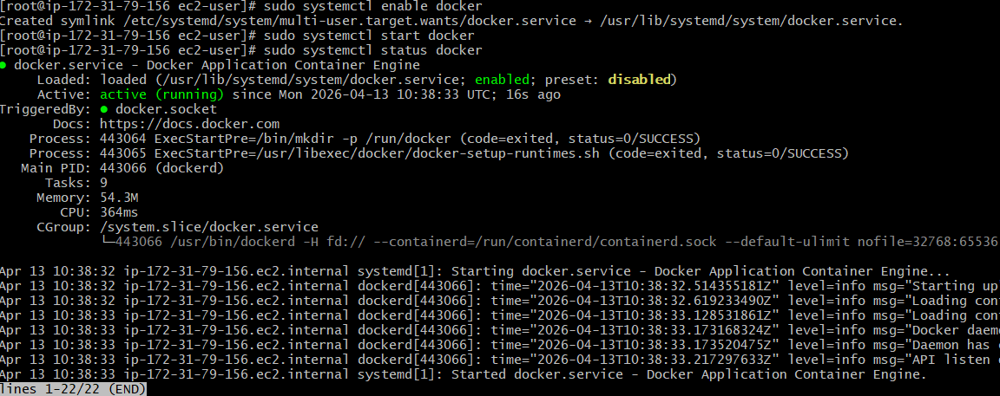 [root@ip-172-31-79-156 ec2-user]# sudo systemctl enable docker
Created symlink /etc/systemd/system/multi-user.target.wants/docker.service → /usr/lib/systemd/system/docker.service.
[root@ip-172-31-79-156 ec2-user]# sudo systemctl start docker
[root@ip-172-31-79-156 ec2-user]# sudo systemctl status docker
● docker.service - Docker Application Container Engine
     Loaded: loaded (/usr/lib/systemd/system/docker.service; enabled; preset: disabled)
     Active: active (running) since Mon 2026-04-13 10:38:33 UTC; 16s ago
TriggeredBy: ● docker.socket
       Docs: https://docs.docker.com
    Process: 443064 ExecStartPre=/bin/mkdir -p /run/docker (code=exited, status=0/SUCCESS)
    Process: 443065 ExecStartPre=/usr/libexec/docker/docker-setup-runtimes.sh (code=exited, status=0/SUCCESS)
   Main PID: 443066 (dockerd)
      Tasks: 9
     Memory: 54.3M
        CPU: 364ms
     CGroup: /system.slice/docker.service
             └─443066 /usr/bin/dockerd -H fd:// --containerd=/run/containerd/containerd.sock --default-ulimit nofile=32768:65536
Apr 13 10:38:32 ip-172-31-79-156.ec2.internal systemd[1]: Starting docker.service - Docker Application Container Engine...
Apr 13 10:38:32 ip-172-31-79-156.ec2.internal dockerd[443066]: time="2026-04-13T10:38:32.514355181Z" level=info msg="Starting up
Apr 13 10:38:32 ip-172-31-79-156.ec2.internal dockerd[443066]: time="2026-04-13T10:38:32.619233490Z" level=info msg="Loading con
Apr 13 10:38:33 ip-172-31-79-156.ec2.internal dockerd[443066]: time="2026-04-13T10:38:33.128531861Z" level=info msg="Loading con
Apr 13 10:38:33 ip-172-31-79-156.ec2.internal dockerd[443066]: time="2026-04-13T10:38:33.173168324Z" level=info msg="Docker daem
Apr 13 10:38:33 ip-172-31-79-156.ec2.internal dockerd[443066]: time="2026-04-13T10:38:33.173520475Z" level=info msg="Daemon has
Apr 13 10:38:33 ip-172-31-79-156.ec2.internal dockerd[443066]: time="2026-04-13T10:38:33.217297633Z" level=info msg="API listen
Apr 13 10:38:33 ip-172-31-79-156.ec2.internal systemd[1]: Started docker.service - Docker Application Container Engine.
lines 1-22/22 (END)